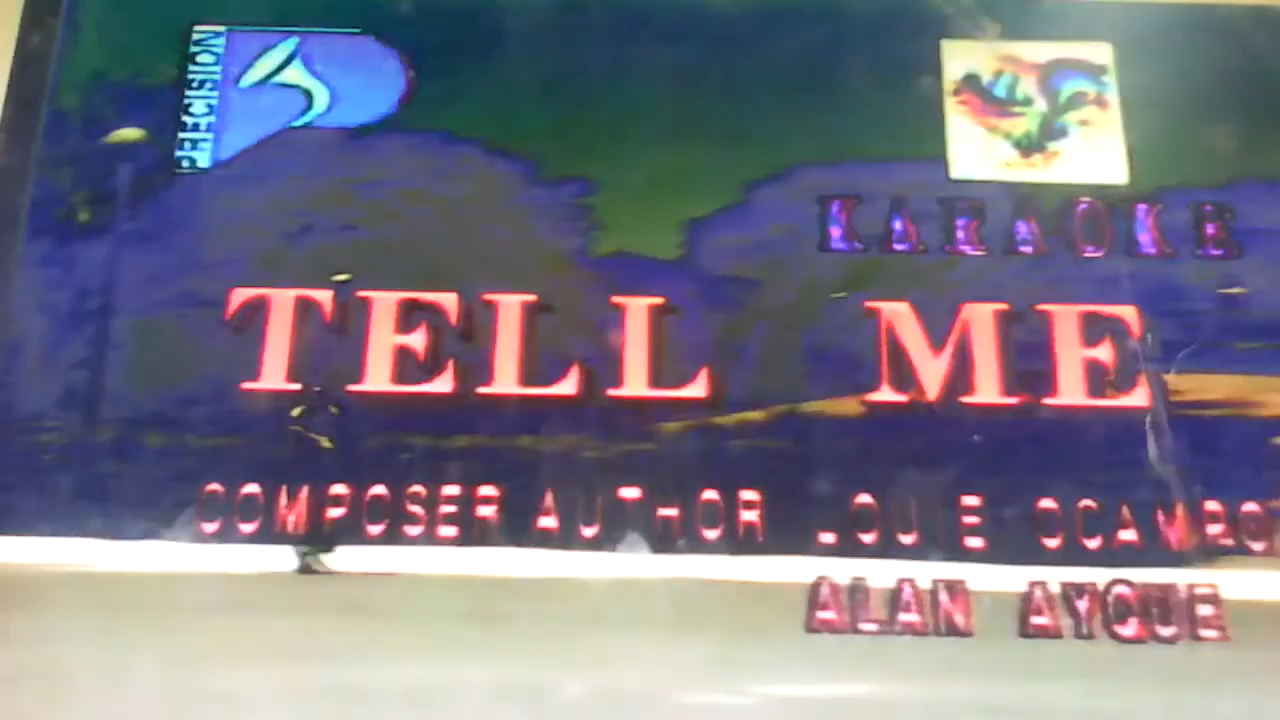 PRECISION
KARAOKE
TELL ME
COMPOSER AUTHOR LOUIE OCAMPO
ALAN AYQUE